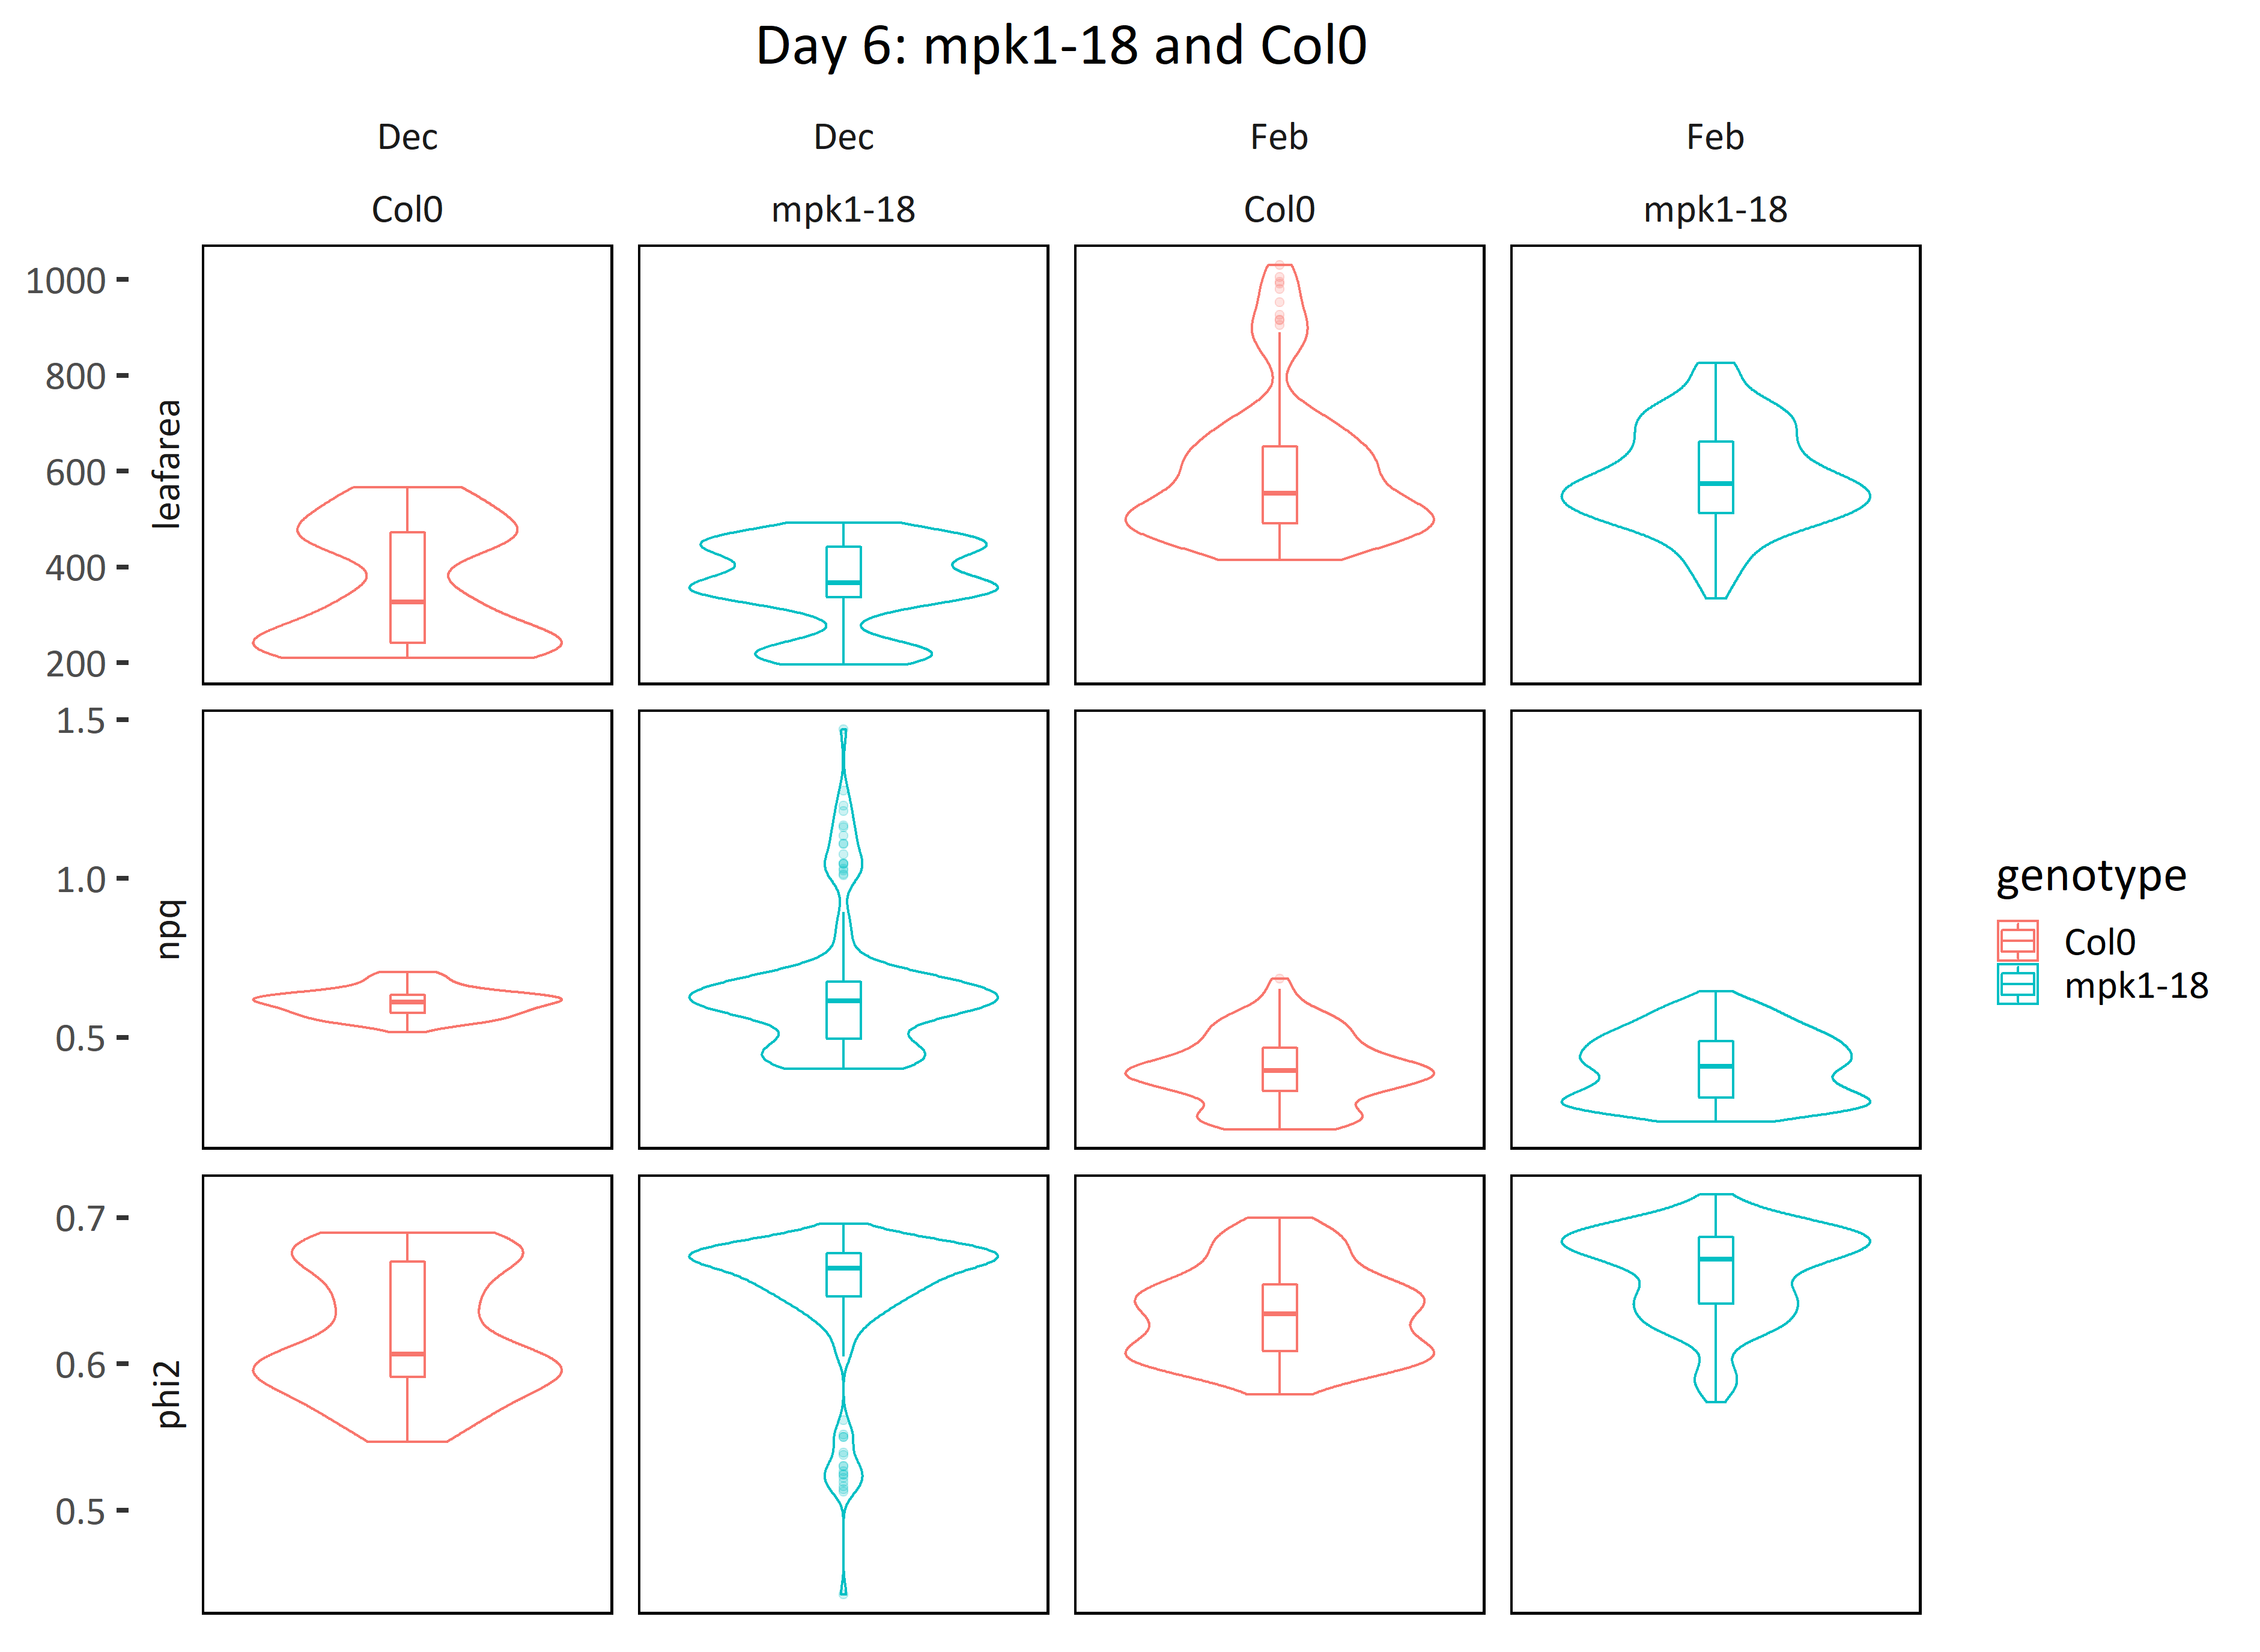 Day 6: mpk1-18 and Col0
Dec Dec Feb Feb
Col0 mpk1-18 Col0 mpk1-18
1000
800
600
400
200
leafarea
1.5
1.0
0.5
npq
0.7
0.6
0.5
phi2
genotype
Col0
mpk1-18